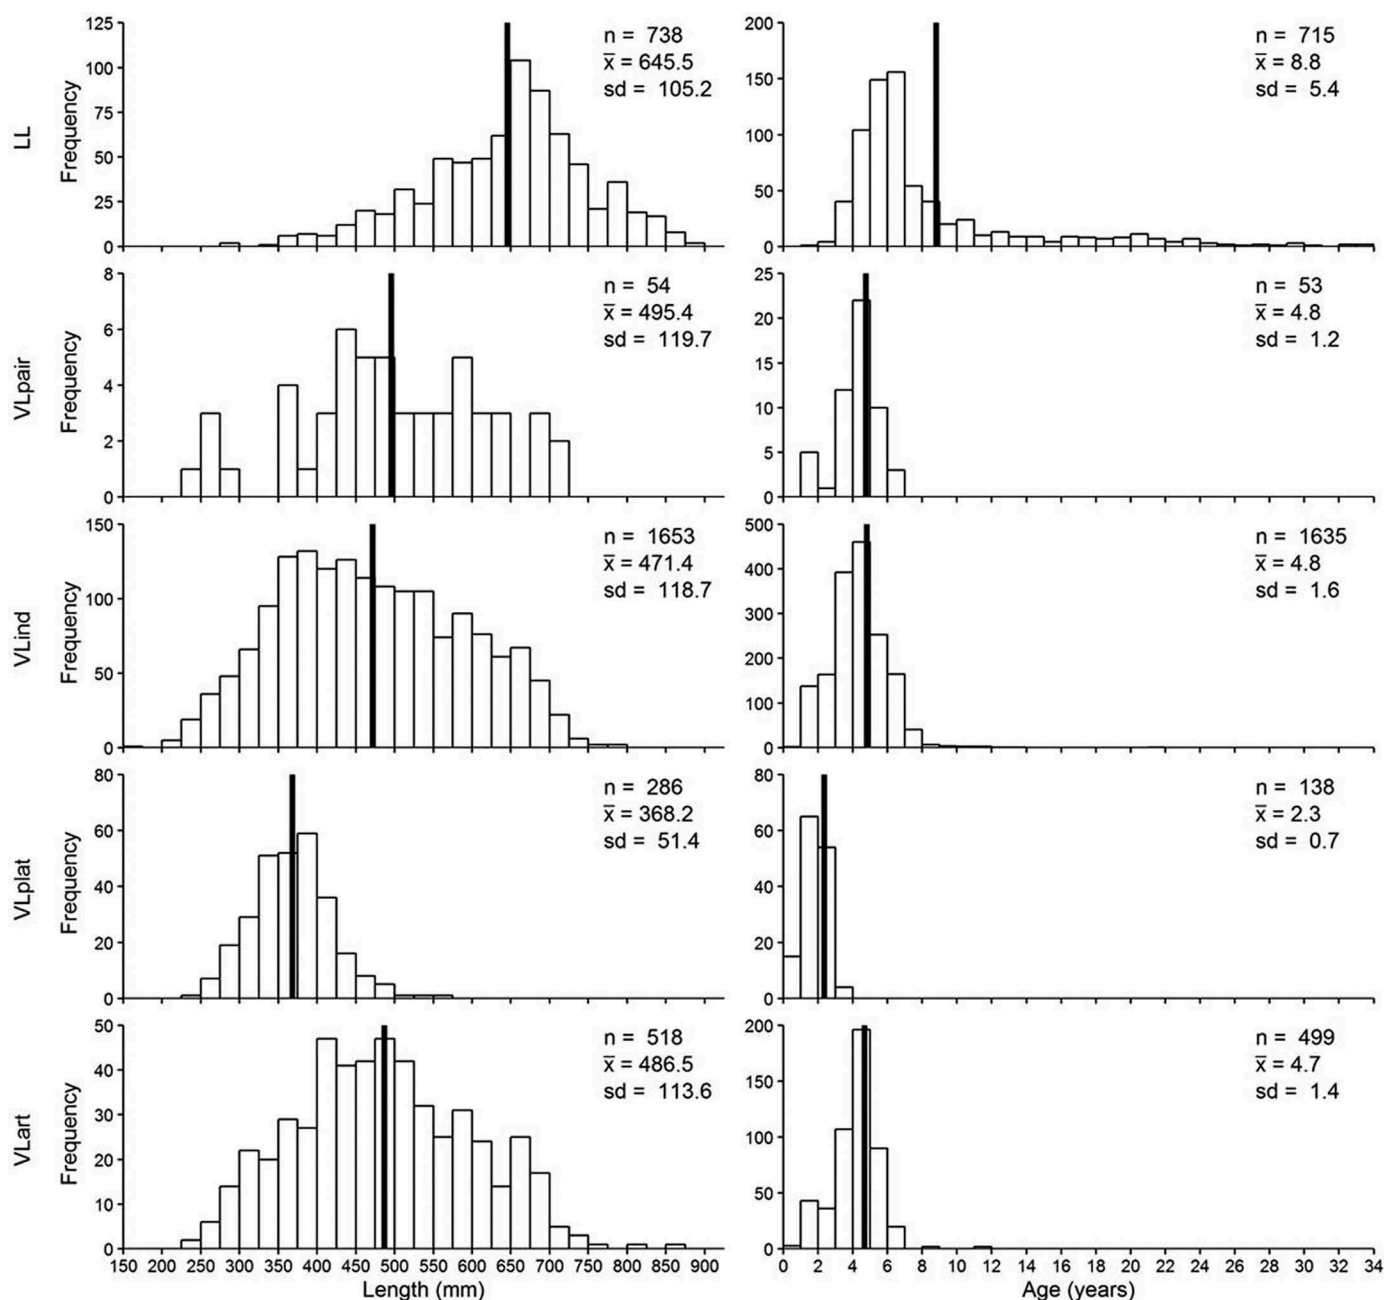 LL
Frequency
125
100
75
50
25
0
n = 738
x̄ = 645.5
sd = 105.2
200
150
100
50
0
n = 715
x̄ = 8.8
sd = 5.4
VLpair
Frequency
8
6
4
2
0
n = 54
x̄ = 495.4
sd = 119.7
25
20
15
10
5
0
n = 53
x̄ = 4.8
sd = 1.2
VLind
Frequency
150
100
50
0
n = 1653
x̄ = 471.4
sd = 118.7
500
400
300
200
100
0
n = 1635
x̄ = 4.8
sd = 1.6
VLplat
Frequency
80
60
40
20
0
n = 286
x̄ = 368.2
sd = 51.4
80
60
40
20
0
n = 138
x̄ = 2.3
sd = 0.7
VLart
Frequency
50
40
30
20
10
0
n = 518
x̄ = 486.5
sd = 113.6
200
150
100
50
0
n = 499
x̄ = 4.7
sd = 1.4
150 200 250 300 350 400 450 500 550 600 650 700 750 800 850 900
Length (mm)
0 2 4 6 8 10 12 14 16 18 20 22 24 26 28 30 32 34
Age (years)